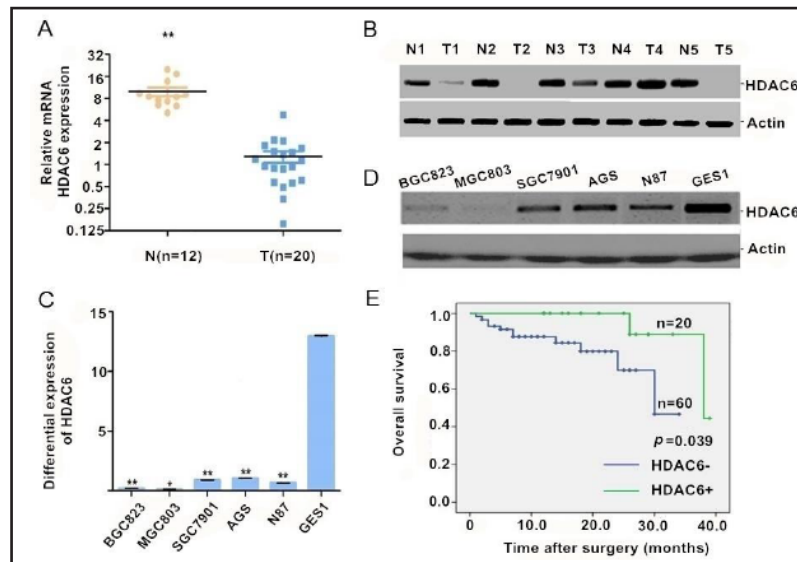 A
**
Relative mRNA
HDAC6 expression
32
16
8
4
2
1
0.5
0.25
0.125
N(n=12) T(n=20)
B
N1 T1 N2 T2 N3 T3 N4 T4 N5 T5
HDAC6
Actin
D
BGC823 MGC803 SGC7901 AGS N87 GES1
HDAC6
Actin
C
Differential expression
of HDAC6
15
10
5
** * ** ** **
BGC823 MGC803 SGC7901 AGS N87 GES1
E
Overall survival
1.0
0.8
0.6
0.4
0.2
0.0
n=20
n=60
p=0.039
HDAC6-
HDAC6+
0 10.0 20.0 30.0 40.0
Time after surgery (months)